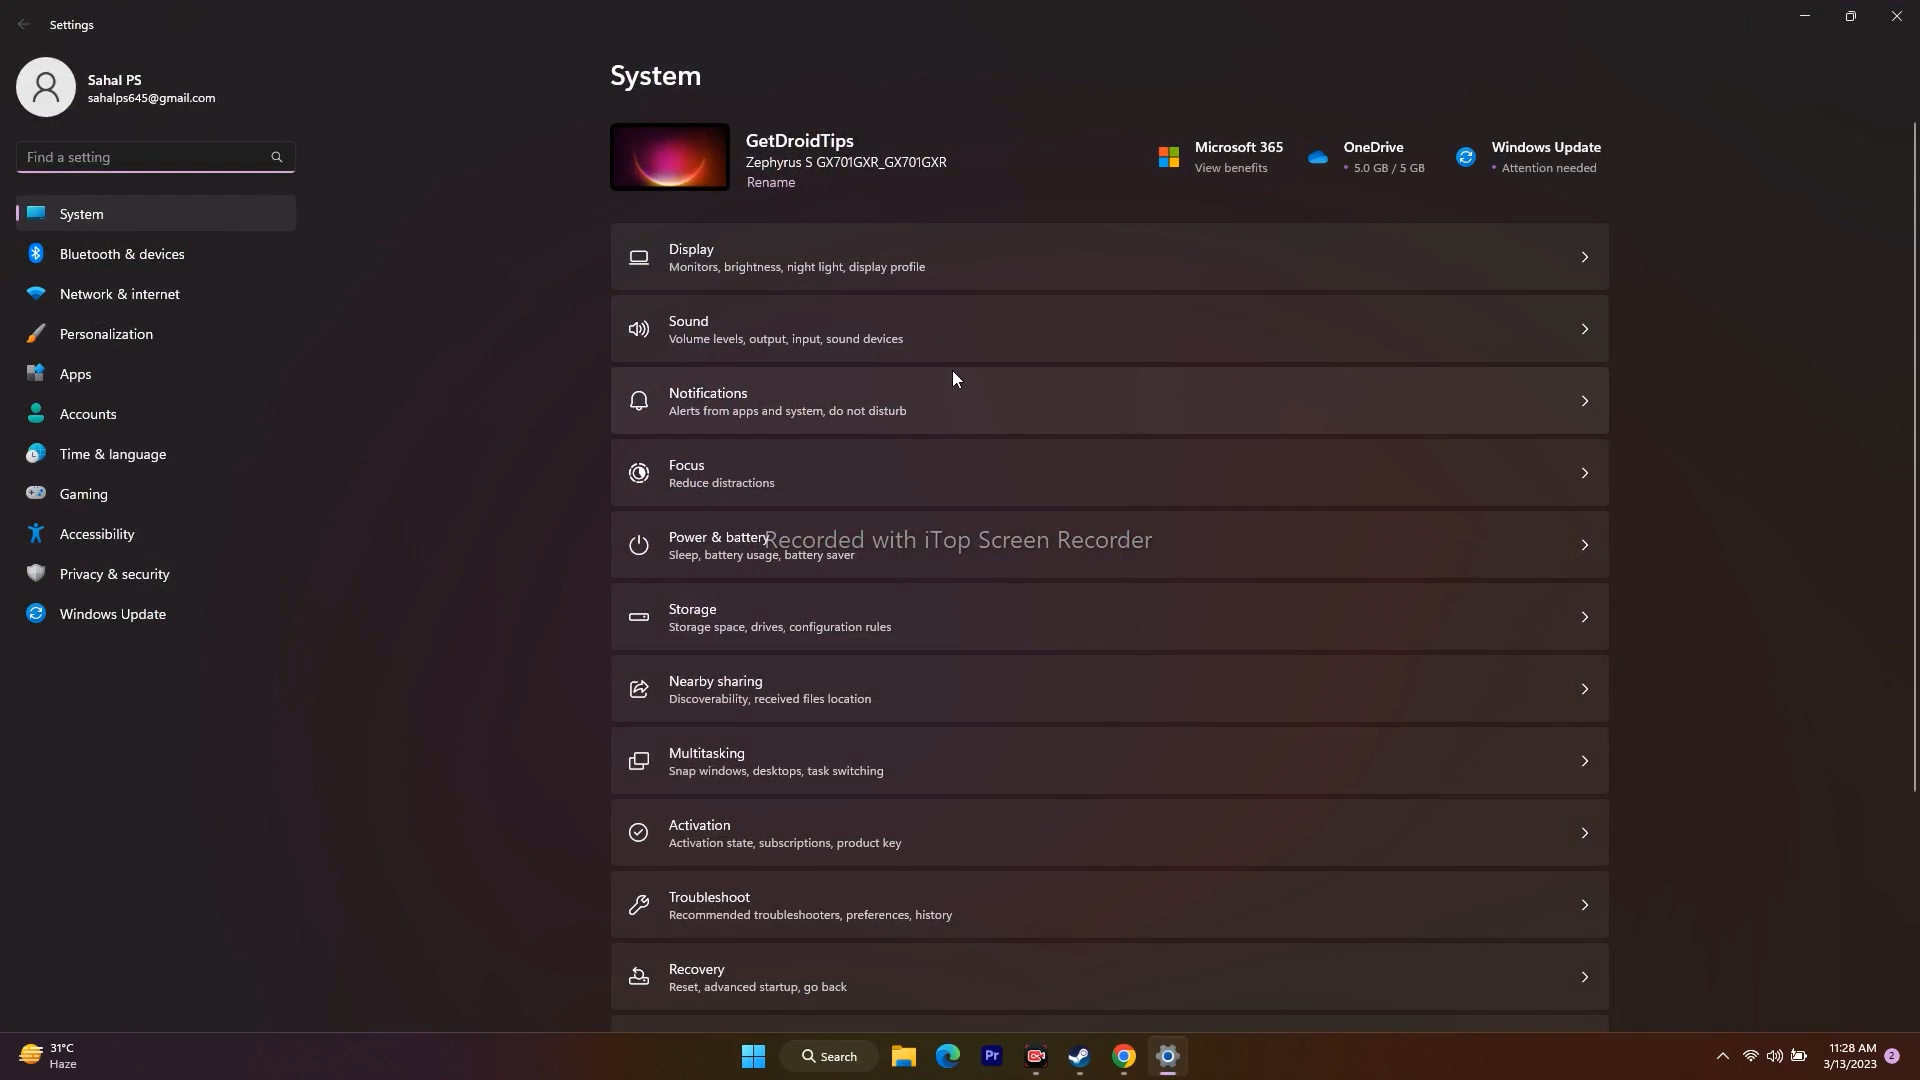 Settings
Sahal PS
sahalps645@gmail.com
Find a setting
System
Bluetooth & devices
Network & internet
Personalization
Apps
Accounts
Time & language
Gaming
Accessibility
Privacy & security
Windows Update
System
GetDroidTips
Zephyrus S GX701GXR_GX701GXR
Rename
Microsoft 365
View benefits
OneDrive
• 5.0 GB / 5 GB
Windows Update
• Attention needed
Display
Monitors, brightness, night light, display profile
Sound
Volume levels, output, input, sound devices
Notifications
Alerts from apps and system, do not disturb
Focus
Reduce distractions
Power & battery
Sleep, battery usage, battery saver
Recorded with iTop Screen Recorder
Storage
Storage space, drives, configuration rules
Nearby sharing
Discoverability, received files location
Multitasking
Snap windows, desktops, task switching
Activation
Activation state, subscriptions, product key
Troubleshoot
Recommended troubleshooters, preferences, history
Recovery
Reset, advanced startup, go back
31°C
Haze
Search
Pr
11:28 AM
3/13/2023
2